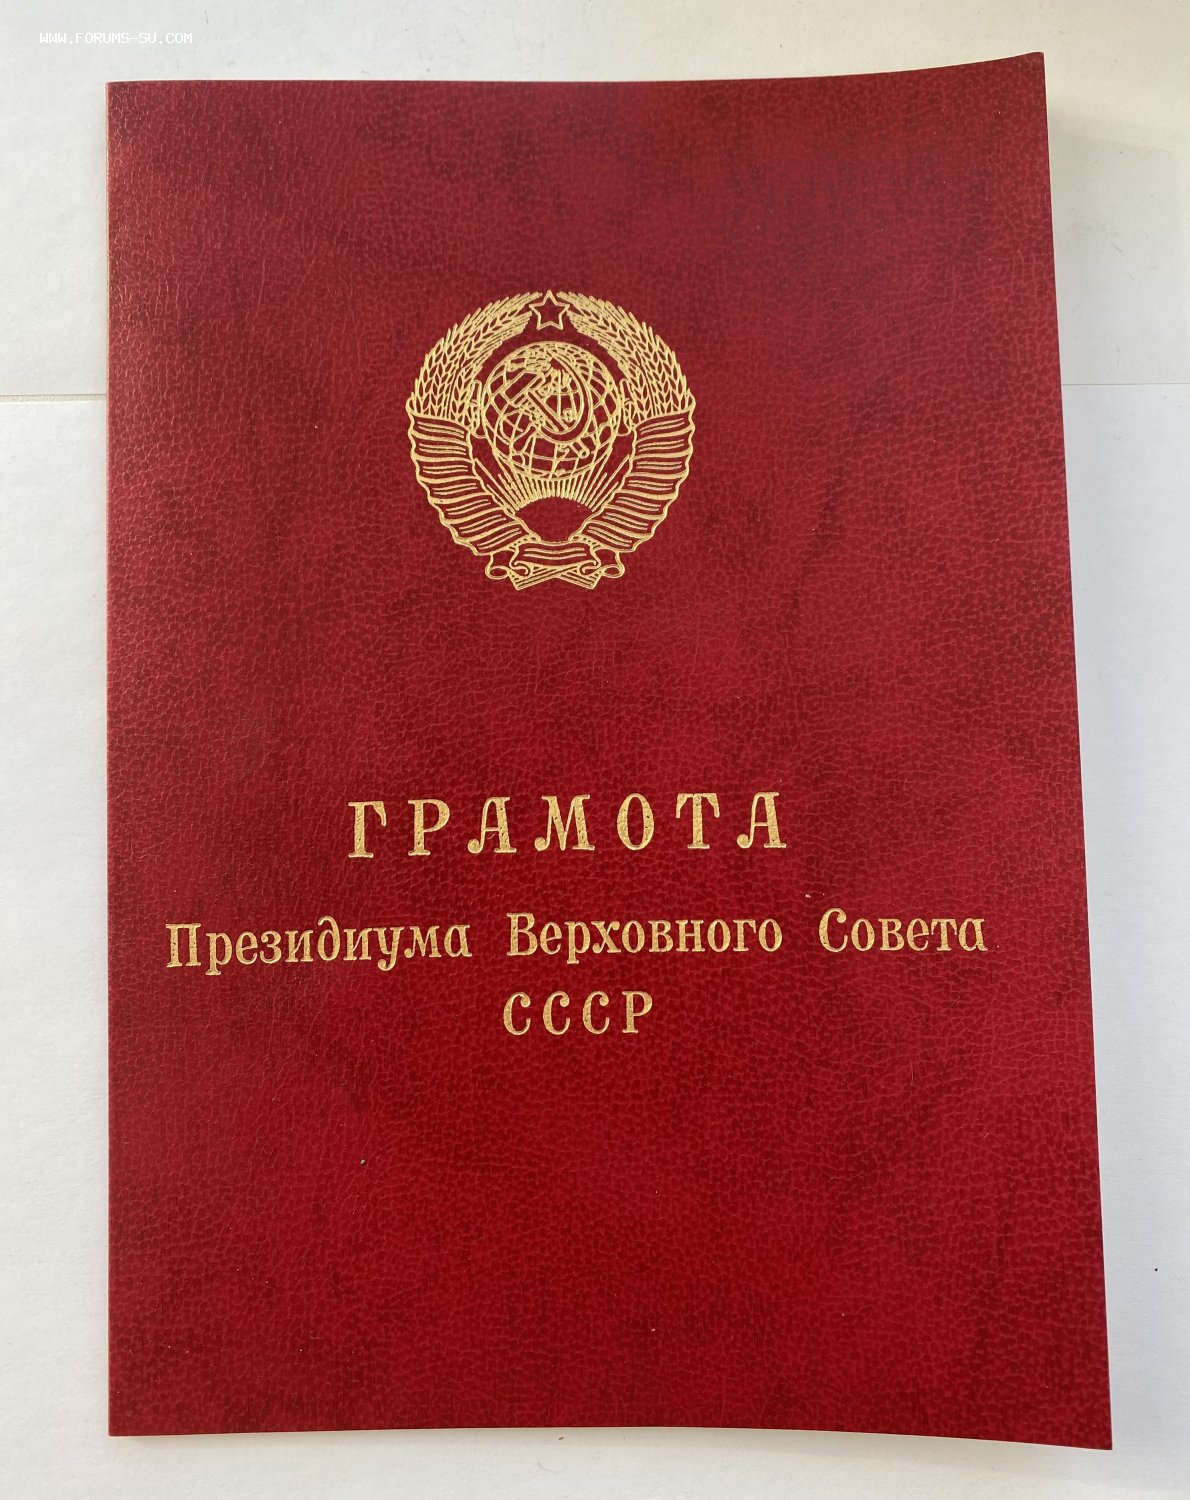 WWW.FORUMS-SU.COM
ГРАМОТА
Президиума Верховного Совета
СССР